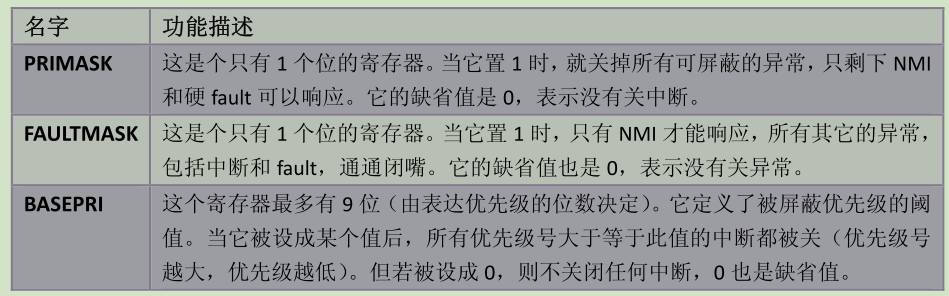 名字 功能描述
PRIMASK 这是个只有 1 个位的寄存器。当它置 1 时，就关掉所有可屏蔽的异常，只剩下 NMI
和硬 fault 可以响应。它的缺省值是 0，表示没有关中断。
FAULTMASK 这是个只有 1 个位的寄存器。当它置 1 时，只有 NMI 才能响应，所有其它的异常，
包括中断和 fault，通通闭嘴。它的缺省值也是 0，表示没有关异常。
BASEPRI 这个寄存器最多有 9 位（由表达优先级的位数决定）。它定义了被屏蔽优先级的阈
值。当它被设成某个值后，所有优先级号大于等于此值的中断都被关（优先级号
越大，优先级越低）。但若被设成 0，则不关闭任何中断，0 也是缺省值。